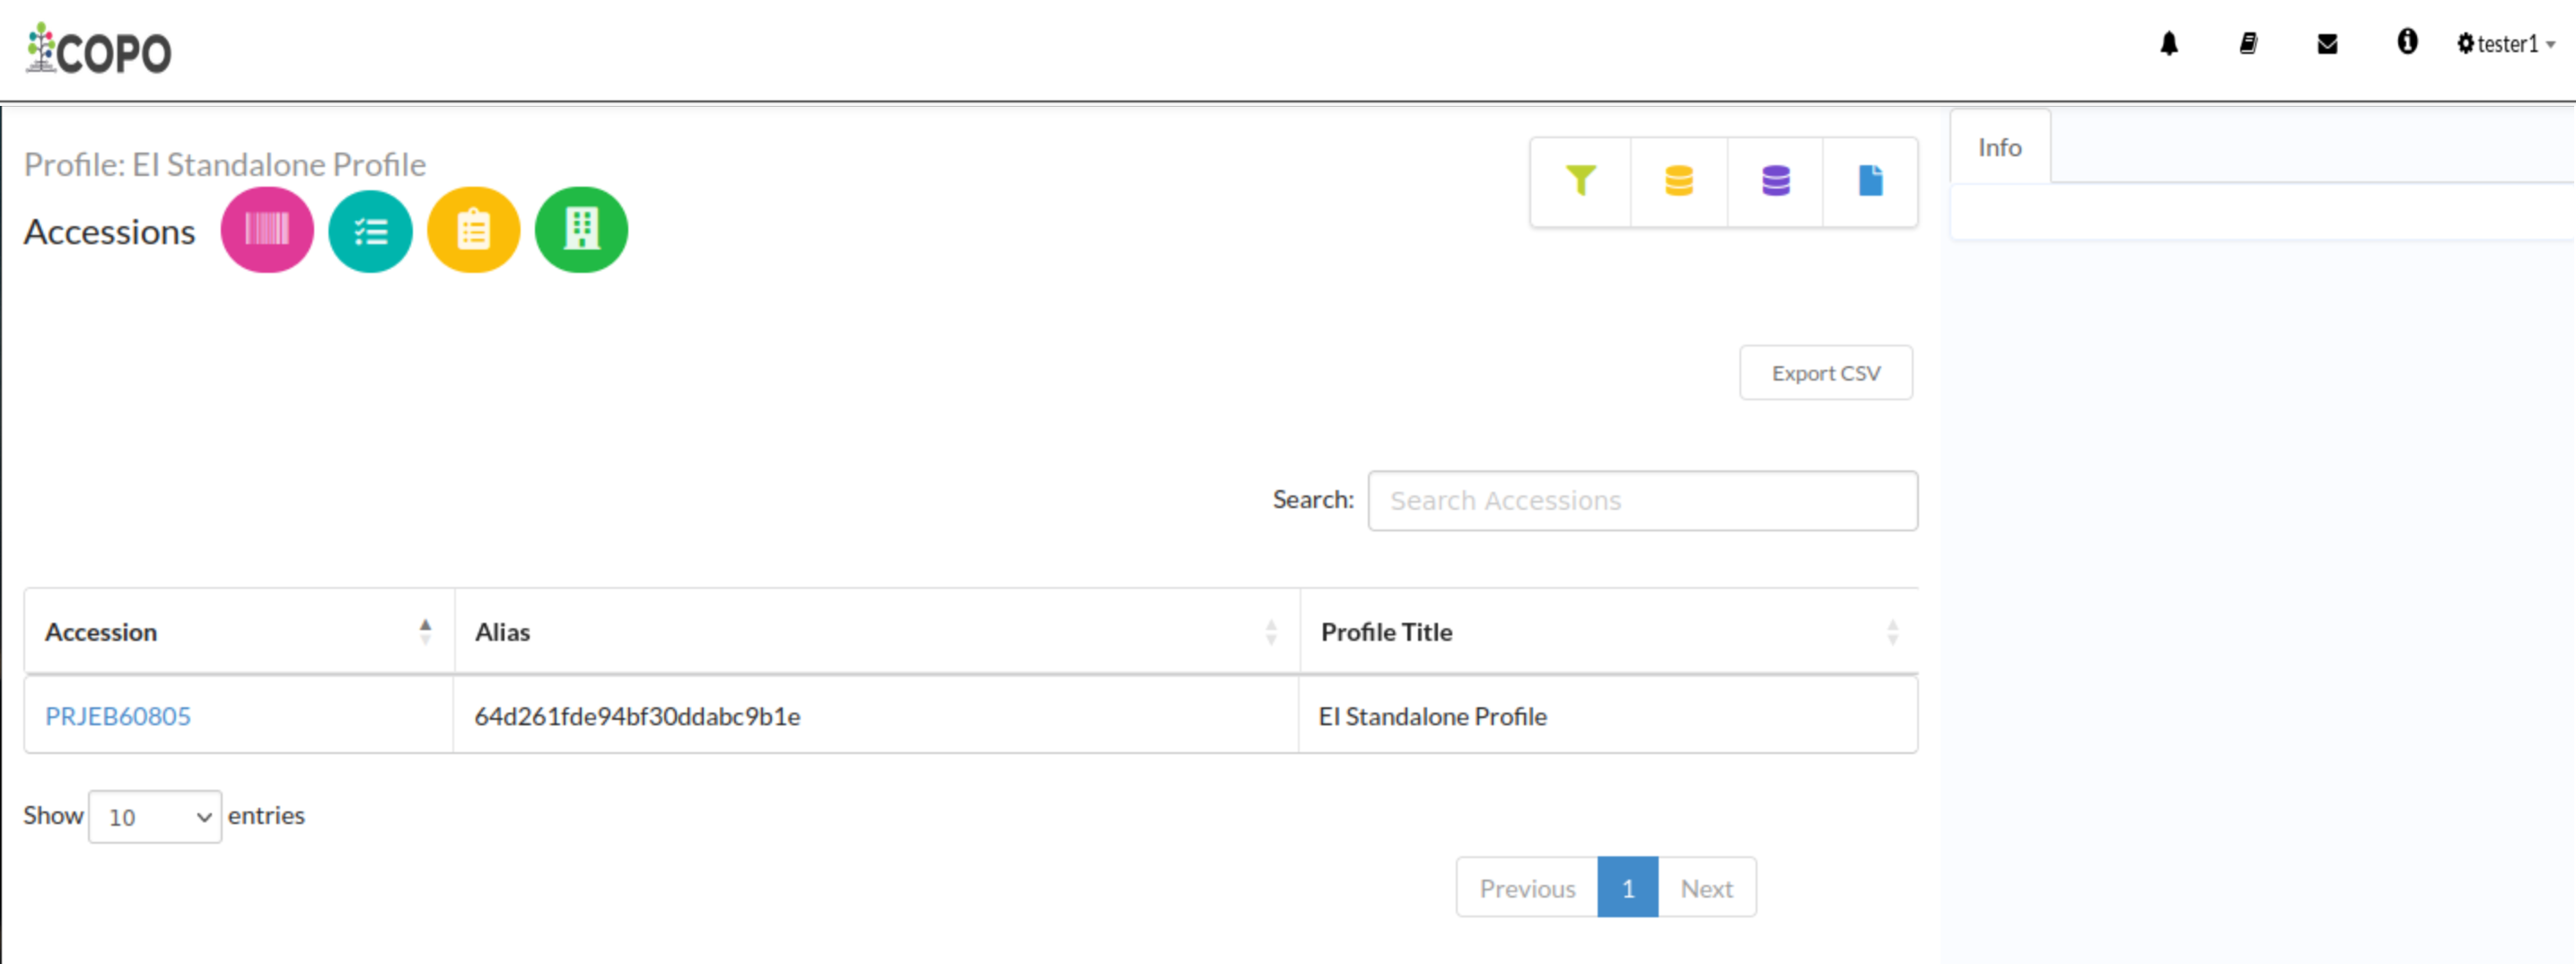 COPO
tester1
Profile: EI Standalone Profile
Info
Accessions
Export CSV
Search: Search Accessions
Accession Alias Profile Title
PRJEB60805 64d261fde94bf30ddabc9b1e EI Standalone Profile
Show 10 entries
Previous 1 Next